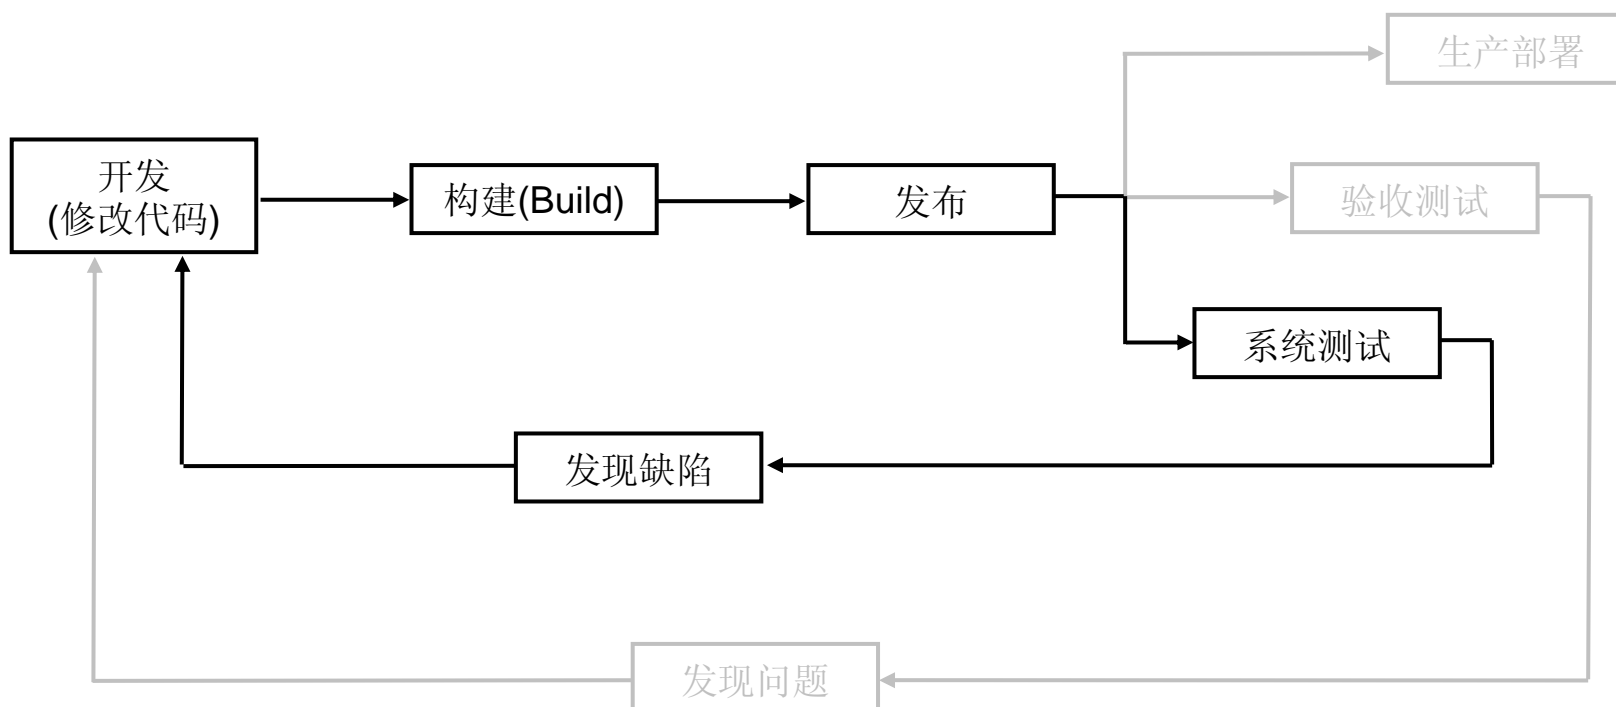 生产部署
开发
(修改代码)
构建(Build)
发布
验收测试
系统测试
发现缺陷
发现问题